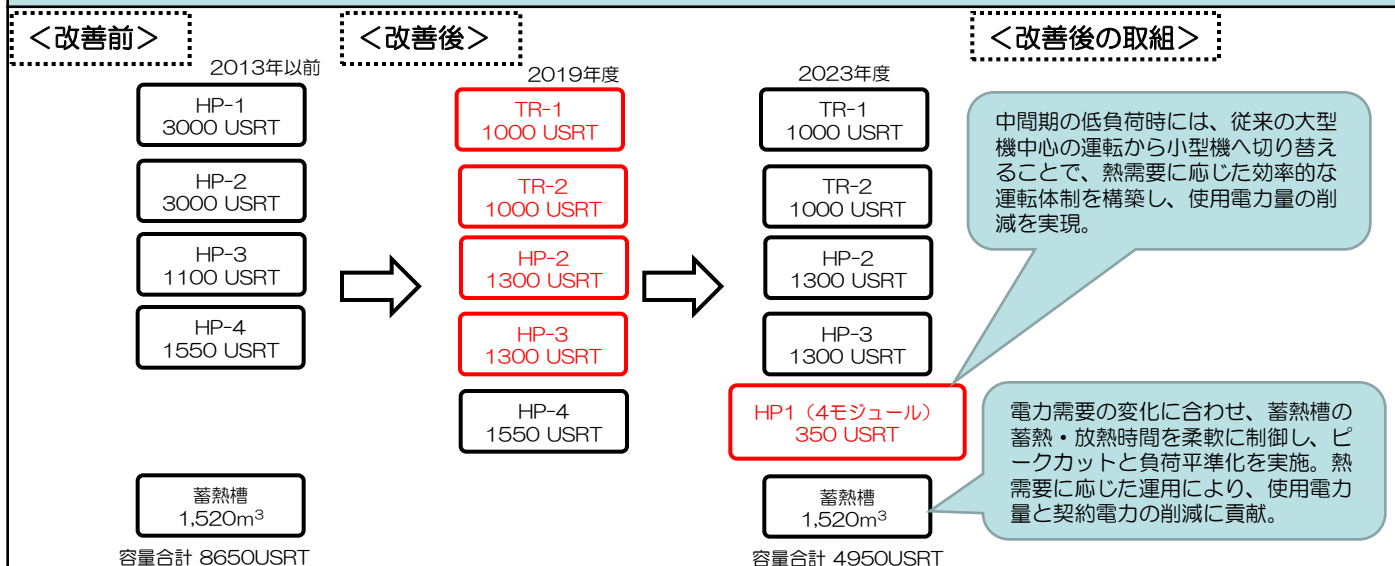 <改善前>
<改善後>
<改善後の取組>
2013年以前
HP-1
3000 USRT
HP-2
3000 USRT
HP-3
1100 USRT
HP-4
1550 USRT
蓄熱槽
1,520m³
容量合計 8650USRT
2019年度
TR-1
1000 USRT
TR-2
1000 USRT
HP-2
1300 USRT
HP-3
1300 USRT
HP-4
1550 USRT
2023年度
TR-1
1000 USRT
TR-2
1000 USRT
HP-2
1300 USRT
HP-3
1300 USRT
HP1(4モジュール)
350 USRT
蓄熱槽
1,520m³
容量合計 4950USRT
中間期の低負荷時には、従来の大型
機中心の運転から小型機へ切り替え
ることで、熱需要に応じた効率的な
運転体制を構築し、使用電力量の削
減を実現。
電力需要の変化に合わせ、蓄熱槽の
蓄熱・放熱時間を柔軟に制御し、ピ
ークカットと負荷平準化を実施。熱
需要に応じた運用により、使用電力
量と契約電力の削減に貢献。